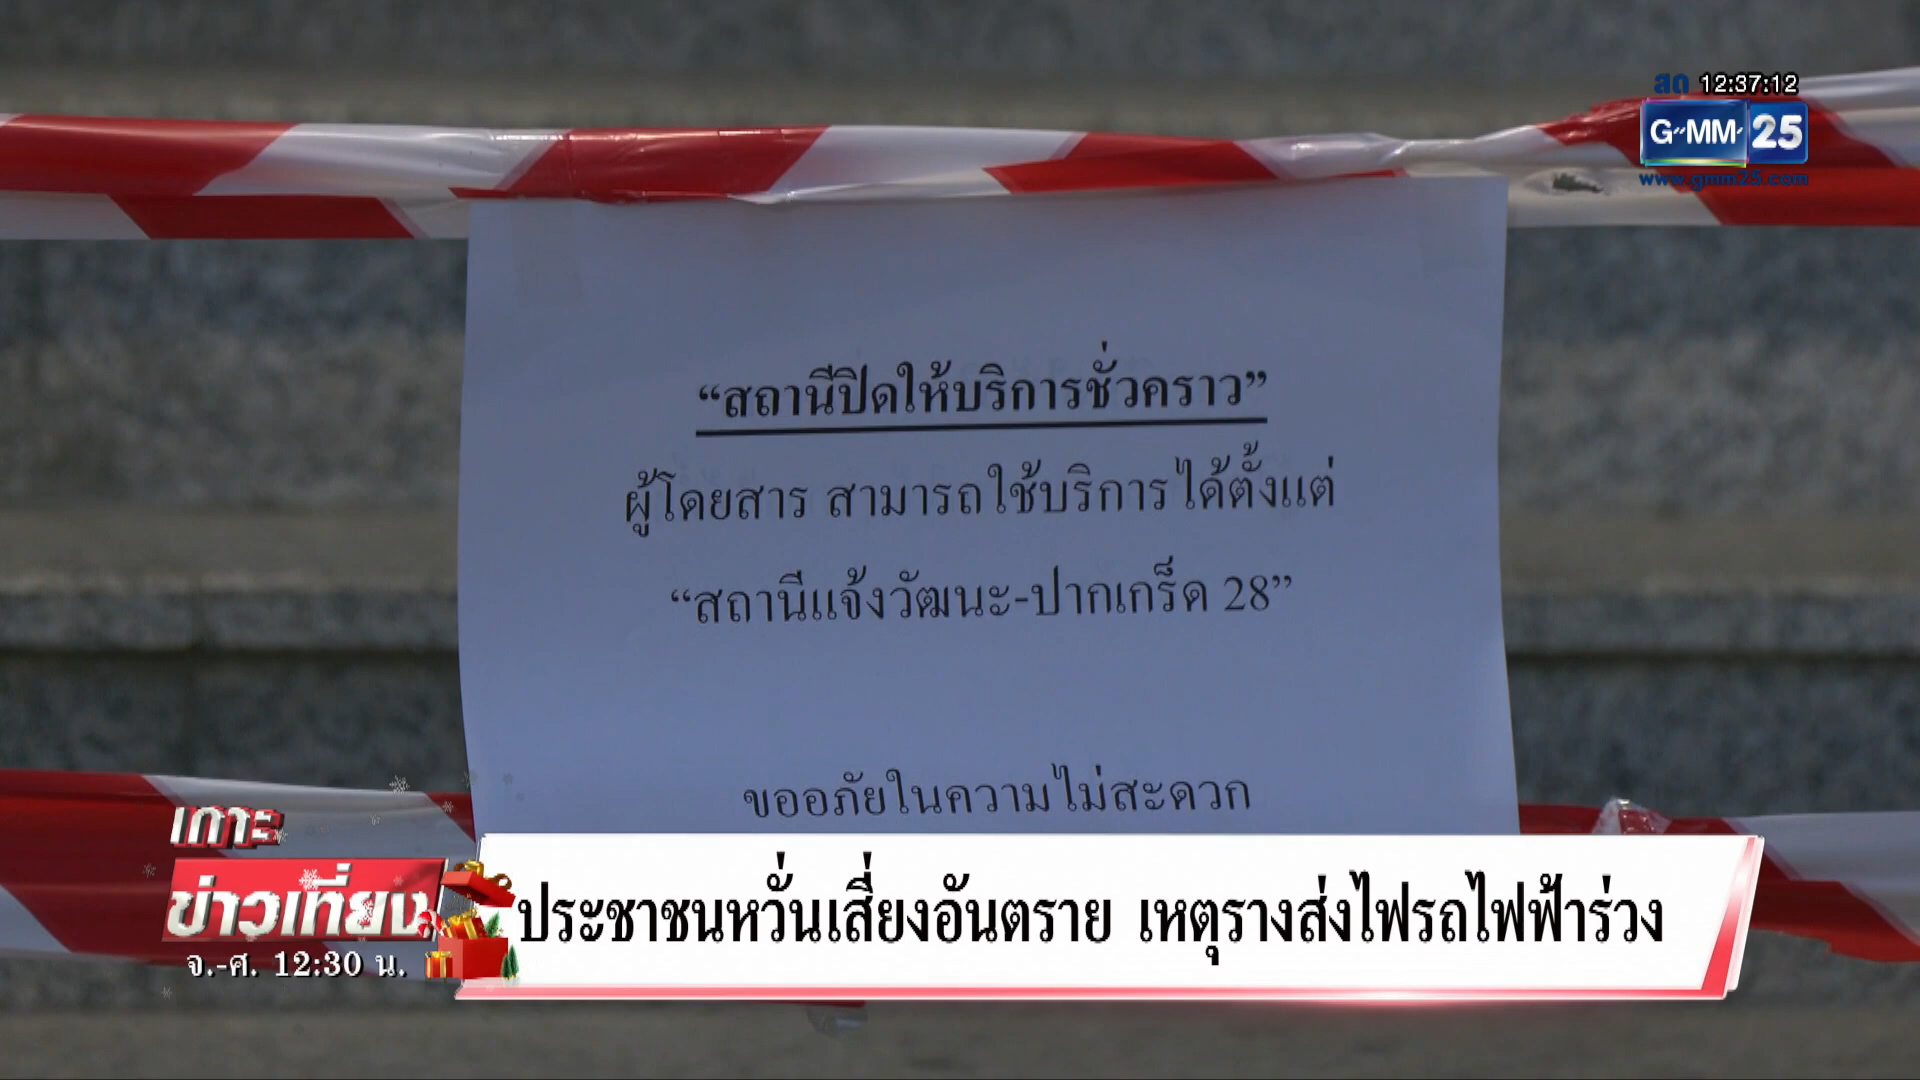 สด 12:37:12
GMM 25
www.gmm25.com
“สถานีปิดให้บริการชั่วคราว”
ผู้โดยสาร สามารถใช้บริการได้ตั้งแต่
“สถานีแจ้งวัฒนะ-ปากเกร็ด 28”
ขออภัยในความไม่สะดวก
เกาะ
ข่าวเที่ยง
จ.-ศ. 12:30 น.
ประชาชนหวั่นเสี่ยงอันตราย เหตุรางส่งไฟรถไฟฟ้าร่วง